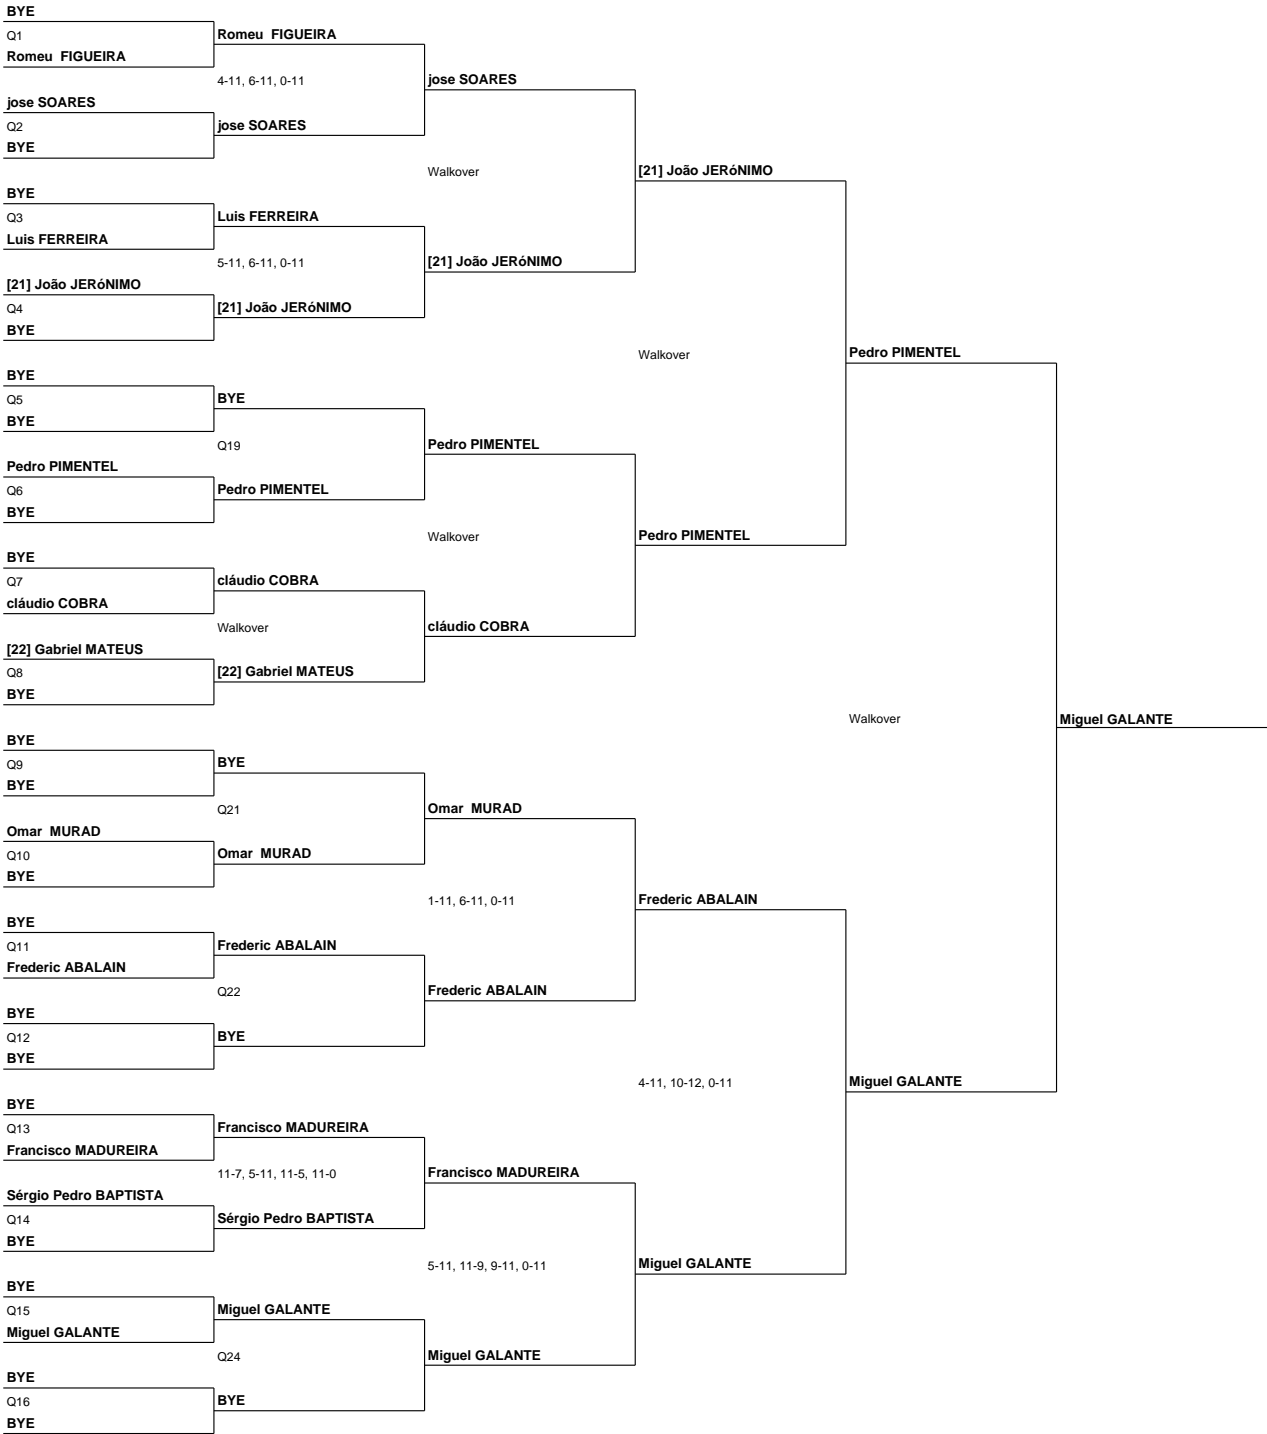 BYE
Q1
Romeu  FIGUEIRA
Romeu  FIGUEIRA
4-11, 6-11, 0-11
jose SOARES
jose SOARES
Q2
jose SOARES
BYE
Walkover
[21] João JERóNIMO
BYE
Q3
Luis FERREIRA
Luis FERREIRA
5-11, 6-11, 0-11
[21] João JERóNIMO
[21] João JERóNIMO
Q4
[21] João JERóNIMO
BYE
Walkover
Pedro PIMENTEL
BYE
Q5
BYE
BYE
Q19
Pedro PIMENTEL
Pedro PIMENTEL
Q6
Pedro PIMENTEL
BYE
Walkover
Pedro PIMENTEL
BYE
Q7
cláudio COBRA
cláudio COBRA
Walkover
cláudio COBRA
[22] Gabriel MATEUS
Q8
[22] Gabriel MATEUS
BYE
Walkover
Miguel GALANTE
BYE
Q9
BYE
BYE
Q21
Omar  MURAD
Omar  MURAD
Q10
Omar  MURAD
BYE
1-11, 6-11, 0-11
Frederic ABALAIN
BYE
Q11
Frederic ABALAIN
Frederic ABALAIN
Q22
Frederic ABALAIN
BYE
Q12
BYE
BYE
4-11, 10-12, 0-11
Miguel GALANTE
BYE
Q13
Francisco MADUREIRA
Francisco MADUREIRA
11-7, 5-11, 11-5, 11-0
Francisco MADUREIRA
Sérgio Pedro BAPTISTA
Q14
Sérgio Pedro BAPTISTA
BYE
5-11, 11-9, 9-11, 0-11
Miguel GALANTE
BYE
Q15
Miguel GALANTE
Miguel GALANTE
Q24
Miguel GALANTE
BYE
Q16
BYE
BYE